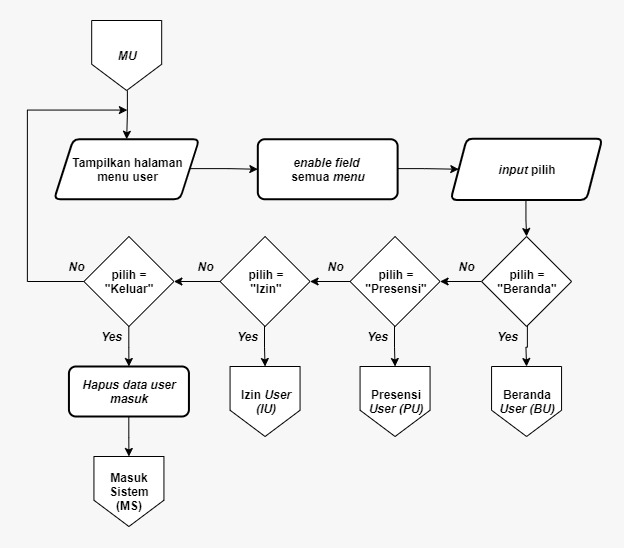 MU
Tampilkan halaman
menu user
enable field
semua menu
input pilih
No
pilih =
"Keluar"
No
pilih =
"Izin"
No
pilih =
"Presensi"
No
pilih =
"Beranda"
Yes
Yes
Yes
Yes
Hapus data user
masuk
Izin User
(IU)
Presensi
User (PU)
Beranda
User (BU)
Masuk
Sistem
(MS)